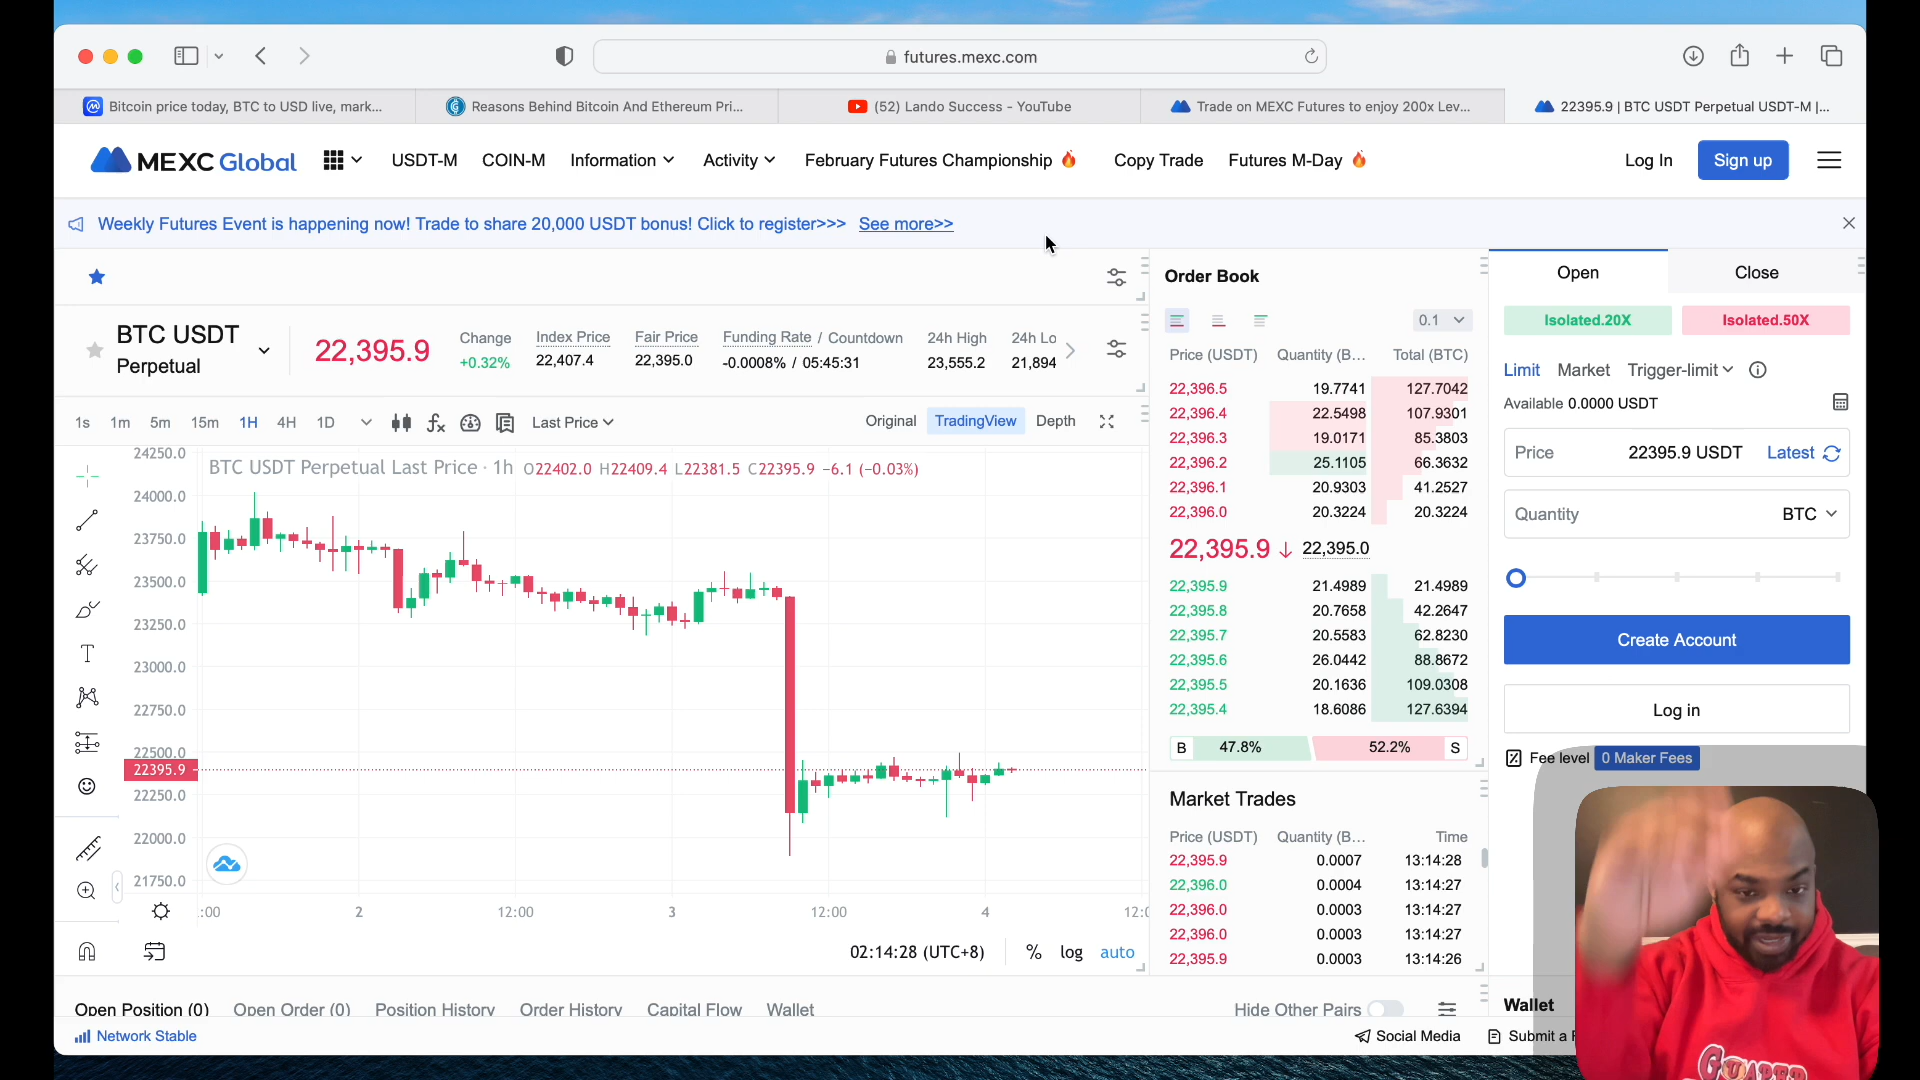 futures.mexc.com
Bitcoin price today, BTC to USD live, mark...
Reasons Behind Bitcoin And Ethereum Pri...
(52) Lando Success - YouTube
Trade on MEXC Futures to enjoy 200x Lev...
22395.9 | BTC USDT Perpetual USDT-M |...
MEXC Global
USDT-M COIN-M Information Activity February Futures Championship Copy Trade Futures M-Day
Log In Sign up
Weekly Futures Event is happening now! Trade to share 20,000 USDT bonus! Click to register>>> See more>>
BTC USDT
Perpetual
22,395.9
Change
+0.32%
Index Price
22,407.4
Fair Price
22,395.0
Funding Rate / Countdown
-0.0008% / 05:45:31
24h High
23,555.2
24h Lo
21,894
1s 1m 5m 15m 1H 4H 1D Last Price Original TradingView Depth
BTC USDT Perpetual Last Price · 1h O22402.0 H22409.4 L22381.5 C22395.9 -6.1 (-0.03%)
24250.0
24000.0
23750.0
23500.0
23250.0
23000.0
22750.0
22500.0
22395.9
22250.0
22000.0
21750.0
:00 2 12:00 3 12:00 4 12:0
02:14:28 (UTC+8) % log auto
Order Book
0.1
Price (USDT) Quantity (B... Total (BTC)
22,396.5 19.7741 127.7042
22,396.4 22.5498 107.9301
22,396.3 19.0171 85.3803
22,396.2 25.1105 66.3632
22,396.1 20.9303 41.2527
22,396.0 20.3224 20.3224
22,395.9 ↓ 22,395.0
22,395.9 21.4989 21.4989
22,395.8 20.7658 42.2647
22,395.7 20.5583 62.8230
22,395.6 26.0442 88.8672
22,395.5 20.1636 109.0308
22,395.4 18.6086 127.6394
B 47.8% 52.2% S
Market Trades
Price (USDT) Quantity (B... Time
22,395.9 0.0007 13:14:28
22,396.0 0.0004 13:14:27
22,396.0 0.0003 13:14:27
22,396.0 0.0003 13:14:27
22,395.9 0.0003 13:14:26
Open Close
Isolated.20X Isolated.50X
Limit Market Trigger-limit
Available 0.0000 USDT
Price 22395.9 USDT Latest
Quantity BTC
Create Account
Log in
Fee level 0 Maker Fees
Wallet
Open Position (0) Open Order (0) Position History Order History Capital Flow Wallet Hide Other Pairs
Network Stable
Social Media
Submit a